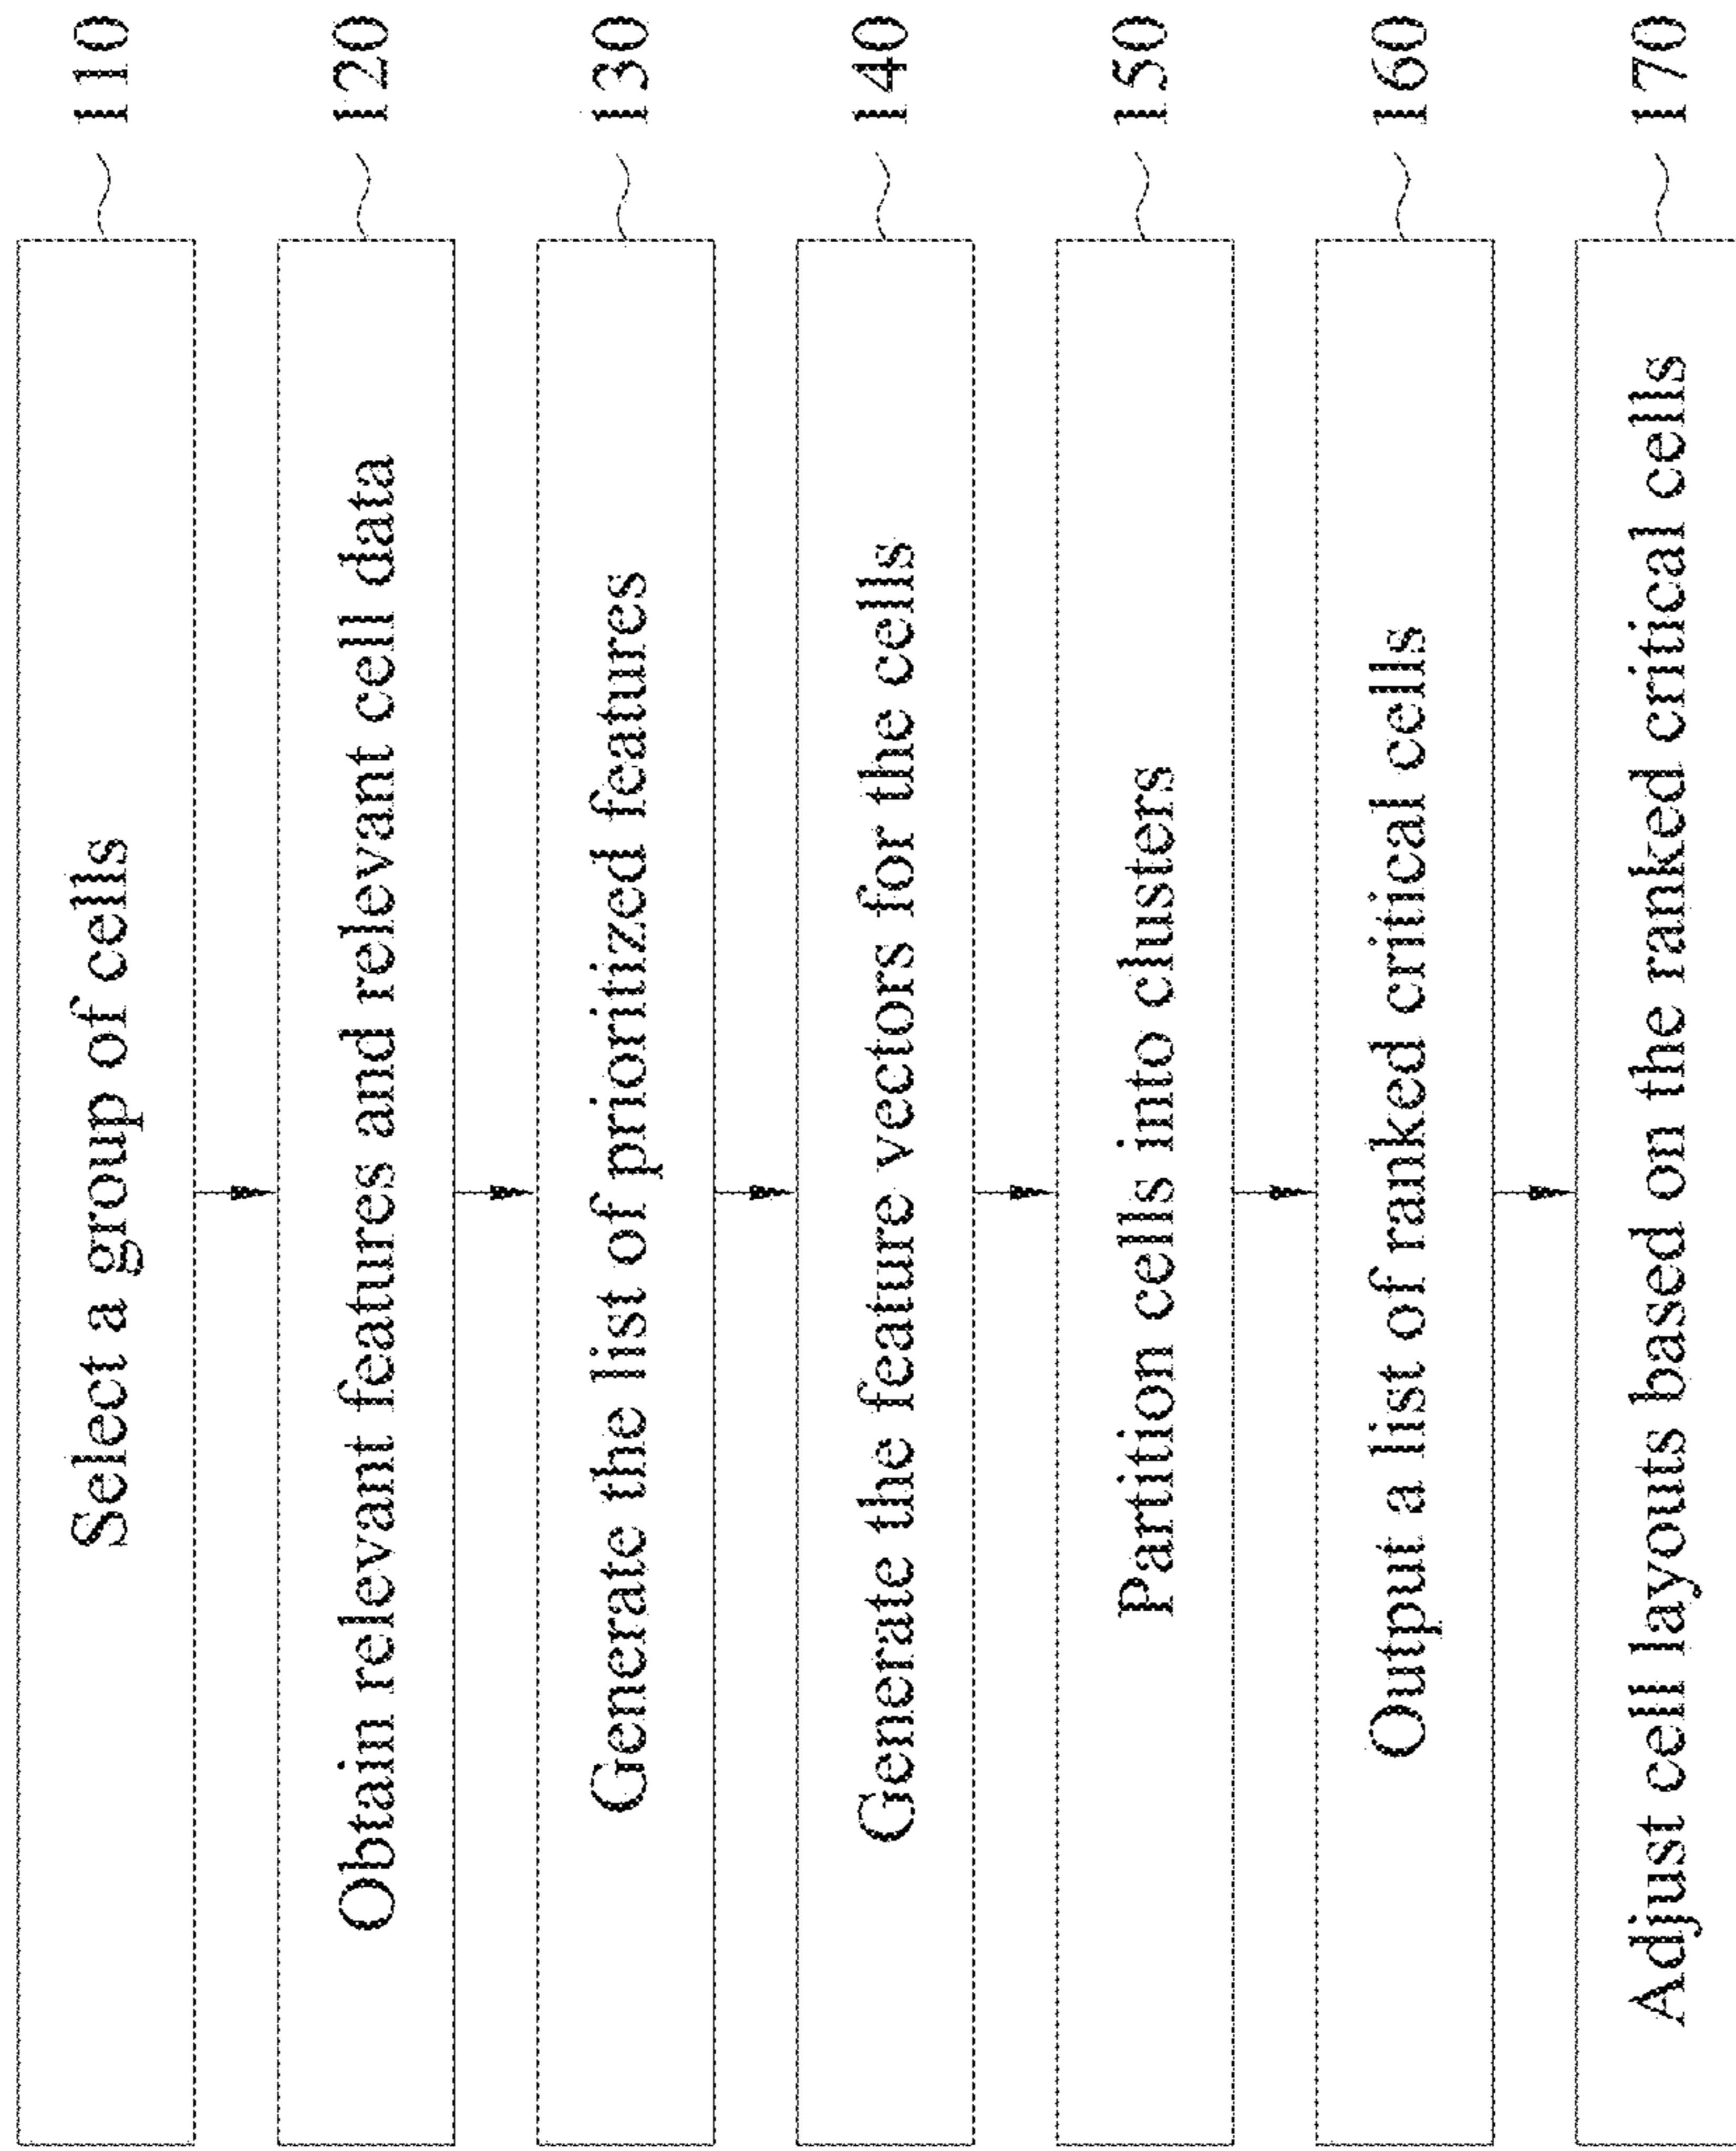 Select a group of cells
110
Obtain relevant features and relevant cell data
120
Generate the list of prioritized features
130
Generate the feature vectors for the cells
140
Partition cells into clusters
150
Output a list of ranked critical cells
160
Adjust cell layouts based on the ranked critical cells
170